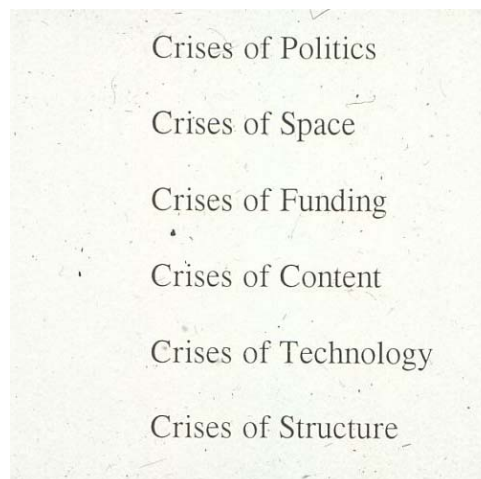 Crises of Politics
Crises of Space
Crises of Funding
Crises of Content
Crises of Technology
Crises of Structure